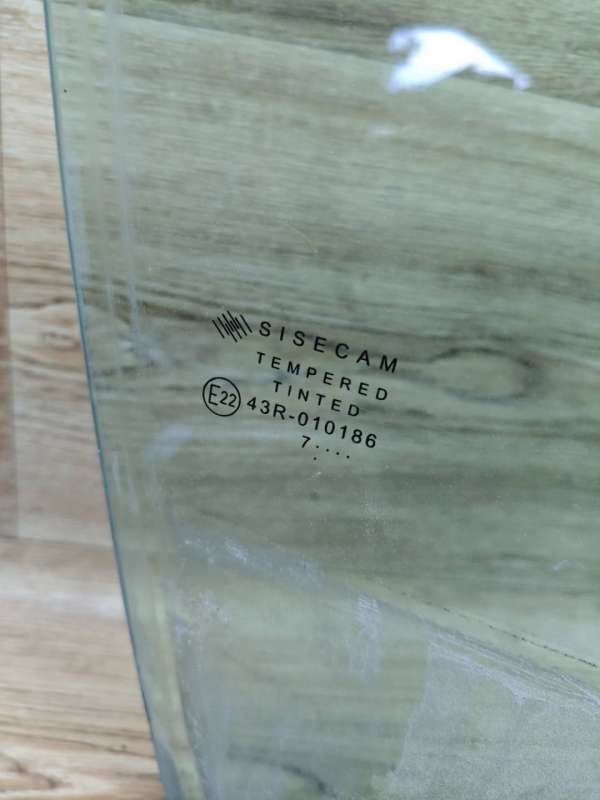 SISECAM
TEMPERED
TINTED
E22 43R-010186
7....
.